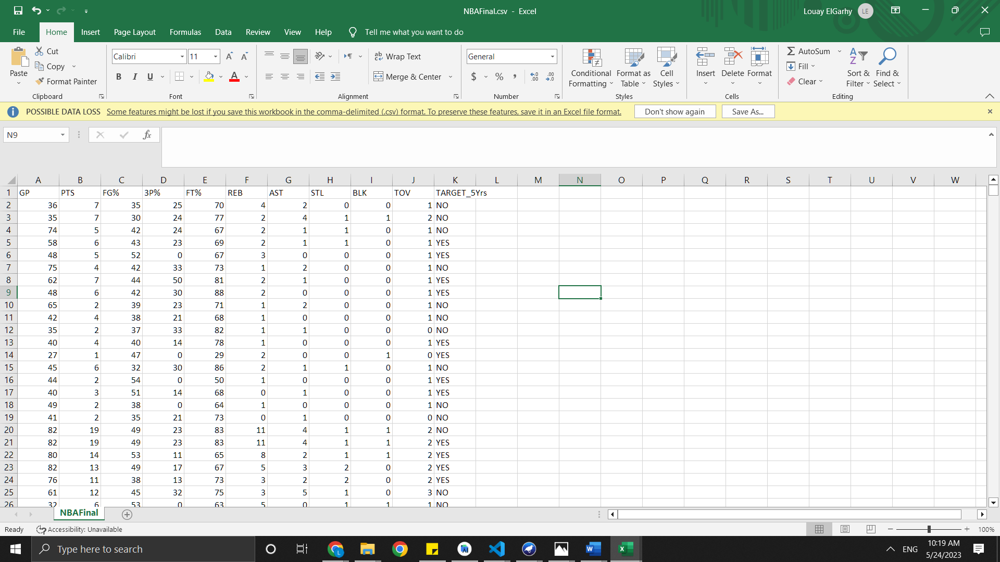 NBAFinal.csv - Excel
Louay ElGarhy LE
File Home Insert Page Layout Formulas Data Review View Help Tell me what you want to do
Paste
Cut
Copy
Format Painter
Clipboard
Calibri 11
B I U A
Font
ab Wrap Text
Merge & Center
Alignment
General
$ % ,
Number
Conditional Formatting
Format as Table
Cell Styles
Styles
Insert Delete Format
Cells
AutoSum
Fill
Clear
Sort & Filter
Find & Select
Editing
POSSIBLE DATA LOSS Some features might be lost if you save this workbook in the comma-delimited (.csv) format. To preserve these features, save it in an Excel file format. Don't show again Save As...
N9 fx
A B C D E F G H I J K L M N O P Q R S T U V W
1 GP PTS FG% 3P% FT% REB AST STL BLK TOV TARGET_5Yrs
2 36 7 35 25 70 4 2 0 0 1 NO
3 35 7 30 24 77 2 4 1 1 2 NO
4 74 5 42 24 67 2 1 1 0 1 NO
5 58 6 43 23 69 2 1 1 0 1 YES
6 48 5 52 0 67 3 0 0 0 1 YES
7 75 4 42 33 73 1 2 0 0 1 NO
8 62 7 44 50 81 2 1 0 0 1 YES
9 48 6 42 30 88 2 0 0 0 1 YES
10 65 2 39 23 71 1 2 0 0 1 NO
11 42 4 38 21 68 1 0 0 0 1 NO
12 35 2 37 33 82 1 1 0 0 0 NO
13 40 4 40 14 78 1 0 0 0 1 YES
14 27 1 47 0 29 2 0 0 1 0 YES
15 45 6 32 30 86 2 1 1 0 1 NO
16 44 2 54 0 50 1 0 0 0 1 YES
17 40 3 51 14 68 0 1 0 0 1 YES
18 49 2 38 0 64 1 0 0 0 1 NO
19 41 2 35 21 73 0 1 0 0 0 NO
20 82 19 49 23 83 11 4 1 1 2 NO
21 82 19 49 23 83 11 4 1 1 2 YES
22 80 14 53 11 65 8 2 1 1 2 YES
23 82 13 49 17 67 5 3 2 0 2 YES
24 76 11 38 13 73 3 2 2 0 2 YES
25 61 12 45 32 75 3 5 1 0 3 NO
26 32 6 53 0 63 5 0 1 1 1 NO
NBAFinal
Ready Accessibility: Unavailable 100%
Type here to search
ENG
10:19 AM
5/24/2023